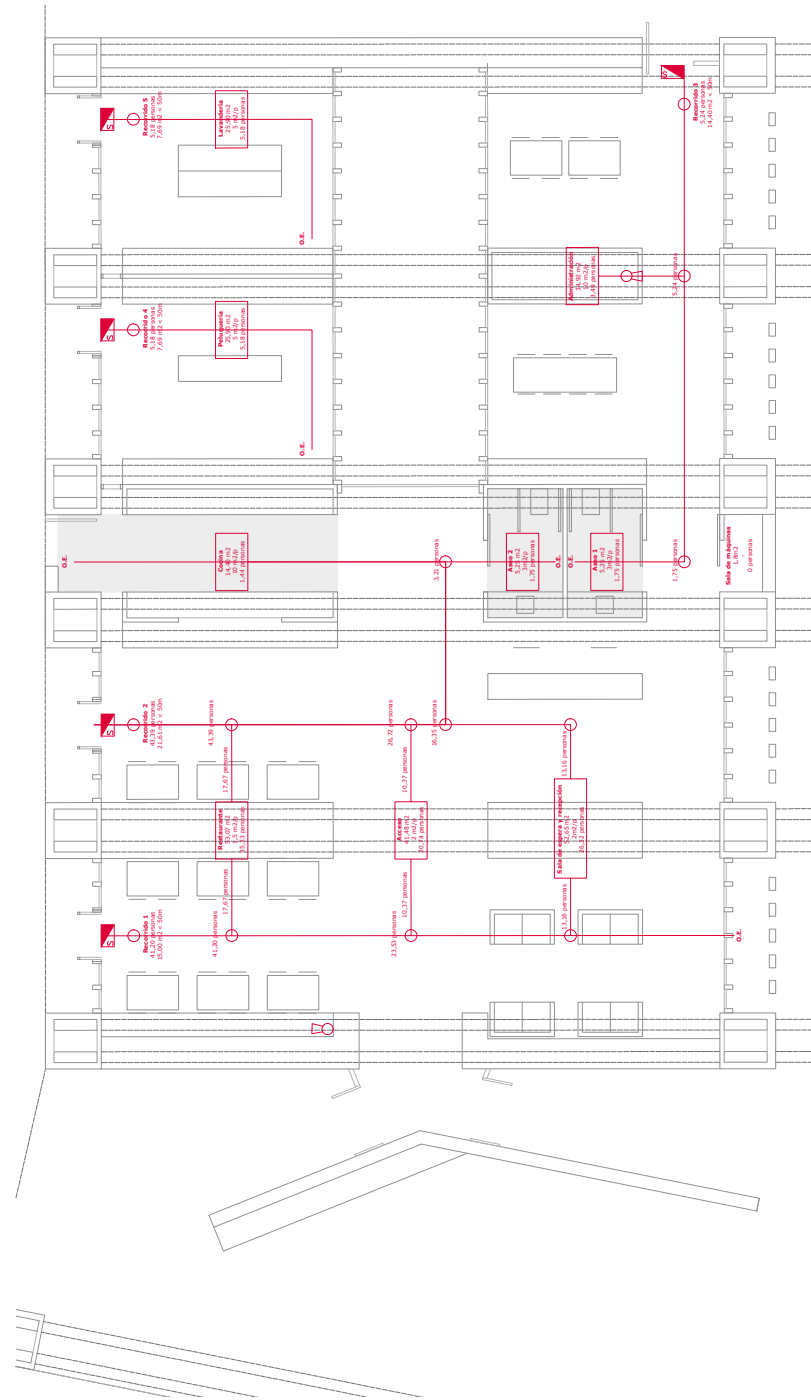 Recorrido 5
5,18 personas
7,69 m2 < 50m
Lavandería
25,90 m2
5 m2/p
5,18 personas
O.E.
S
Recorrido 3
5,24 personas
14,40 m2 < 50m
S
Recorrido 4
5,18 personas
7,69 m2 < 50m
Peluquería
25,90 m2
5 m2/p
5,18 personas
O.E.
S
Administración
34,92 m2
10 m2/p
3,49 personas
5,24 personas
O.E.
Cocina
14,40 m2
10 m2/p
1,44 personas
3,21 personas
Aseo 2
5,25 m2
3m2/p
1,75 personas
O.E.
O.E.
Aseo 1
5,25 m2
3m2/p
1,75 personas
1,75 personas
Sala de máquinas
1,8m2
-
0 personas
S
Recorrido 2
43,39 personas
21,61 m2 < 50m
43,39 personas
17,67 personas
26,72 personas
10,37 personas
16,35 personas
13,16 personas
Restaurante
53,07 m2
1,5 m2/p
35,33 personas
Acceso
41,48 m2
2 m2/p
20,74 personas
Sala de espera y recepción
52,65 m2
2m2/p
26,32 personas
S
Recorrido 1
41,20 personas
15,00 m2 < 50m
41,20 personas
17,67 personas
23,53 personas
10,37 personas
13,16 personas
O.E.